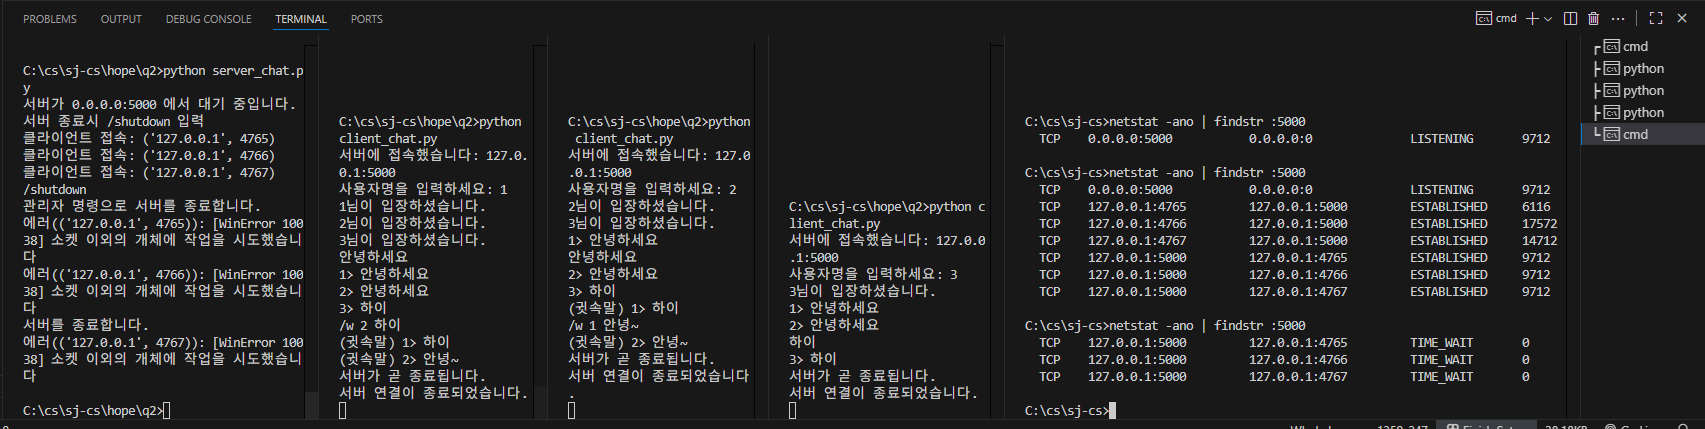 PROBLEMS OUTPUT DEBUG CONSOLE TERMINAL PORTS
cmd
C:\cs\sj-cs\hope\q2>python server_chat.p
y
서버가 0.0.0.0:5000 에서 대기 중입니다.
서버 종료시 /shutdown 입력
클라이언트 접속: ('127.0.0.1', 4765)
클라이언트 접속: ('127.0.0.1', 4766)
클라이언트 접속: ('127.0.0.1', 4767)
/shutdown
관리자 명령으로 서버를 종료합니다.
에러(('127.0.0.1', 4765)): [WinError 100
38] 소켓 이외의 개체에 작업을 시도했습니
다
에러(('127.0.0.1', 4766)): [WinError 100
38] 소켓 이외의 개체에 작업을 시도했습니
다
서버를 종료합니다.
에러(('127.0.0.1', 4767)): [WinError 100
38] 소켓 이외의 개체에 작업을 시도했습니
다
C:\cs\sj-cs\hope\q2>
C:\cs\sj-cs\hope\q2>python
client_chat.py
서버에 접속했습니다: 127.0.
0.1:5000
사용자명을 입력하세요: 1
1님이 입장하셨습니다.
2님이 입장하셨습니다.
3님이 입장하셨습니다.
안녕하세요
1> 안녕하세요
2> 안녕하세요
3> 하이
/w 2 하이
(귓속말) 1> 하이
(귓속말) 2> 안녕~
서버가 곧 종료됩니다.
서버 연결이 종료되었습니다.
C:\cs\sj-cs\hope\q2>python
client_chat.py
서버에 접속했습니다: 127.0
.0.1:5000
사용자명을 입력하세요: 2
2님이 입장하셨습니다.
3님이 입장하셨습니다.
1> 안녕하세요
안녕하세요
2> 안녕하세요
3> 하이
(귓속말) 1> 하이
/w 1 안녕~
(귓속말) 2> 안녕~
서버가 곧 종료됩니다.
서버 연결이 종료되었습니다
.
C:\cs\sj-cs\hope\q2>python c
lient_chat.py
서버에 접속했습니다: 127.0.0
.1:5000
사용자명을 입력하세요: 3
3님이 입장하셨습니다.
1> 안녕하세요
2> 안녕하세요
하이
3> 하이
서버가 곧 종료됩니다.
서버 연결이 종료되었습니다.
C:\cs\sj-cs>netstat -ano | findstr :5000
TCP 0.0.0.0:5000 0.0.0.0:0 LISTENING 9712
C:\cs\sj-cs>netstat -ano | findstr :5000
TCP 0.0.0.0:5000 0.0.0.0:0 LISTENING 9712
TCP 127.0.0.1:4765 127.0.0.1:5000 ESTABLISHED 6116
TCP 127.0.0.1:4766 127.0.0.1:5000 ESTABLISHED 17572
TCP 127.0.0.1:4767 127.0.0.1:5000 ESTABLISHED 14712
TCP 127.0.0.1:5000 127.0.0.1:4765 ESTABLISHED 9712
TCP 127.0.0.1:5000 127.0.0.1:4766 ESTABLISHED 9712
TCP 127.0.0.1:5000 127.0.0.1:4767 ESTABLISHED 9712
C:\cs\sj-cs>netstat -ano | findstr :5000
TCP 127.0.0.1:5000 127.0.0.1:4765 TIME_WAIT 0
TCP 127.0.0.1:5000 127.0.0.1:4766 TIME_WAIT 0
TCP 127.0.0.1:5000 127.0.0.1:4767 TIME_WAIT 0
C:\cs\sj-cs>
cmd
python
python
python
cmd